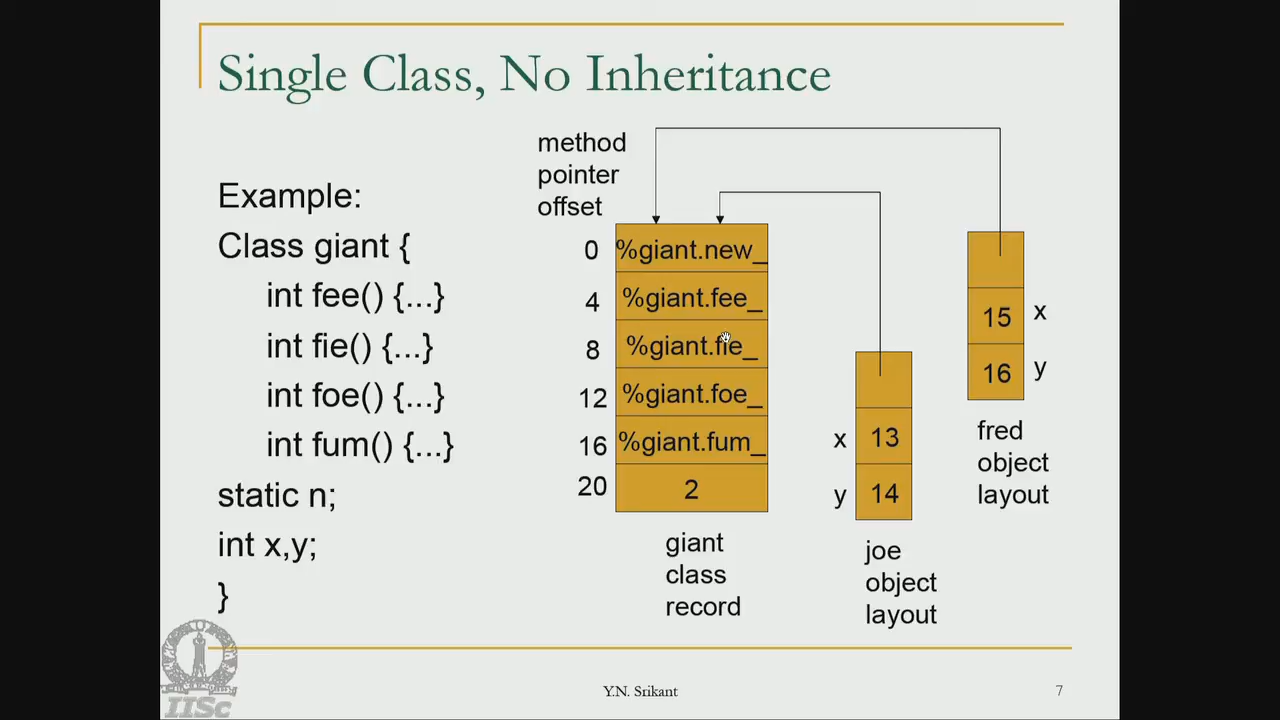 Single Class, No Inheritance
Example:
Class giant {
int fee() {...}
int fie() {...}
int foe() {...}
int fum() {...}
static n;
int x,y;
}
method
pointer
offset
0 %giant.new_
4 %giant.fee_
8 %giant.fie_
12 %giant.foe_
16 %giant.fum_
20 2
giant
class
record
x 13
y 14
joe
object
layout
15 x
16 y
fred
object
layout
IISc
Y.N. Srikant
7